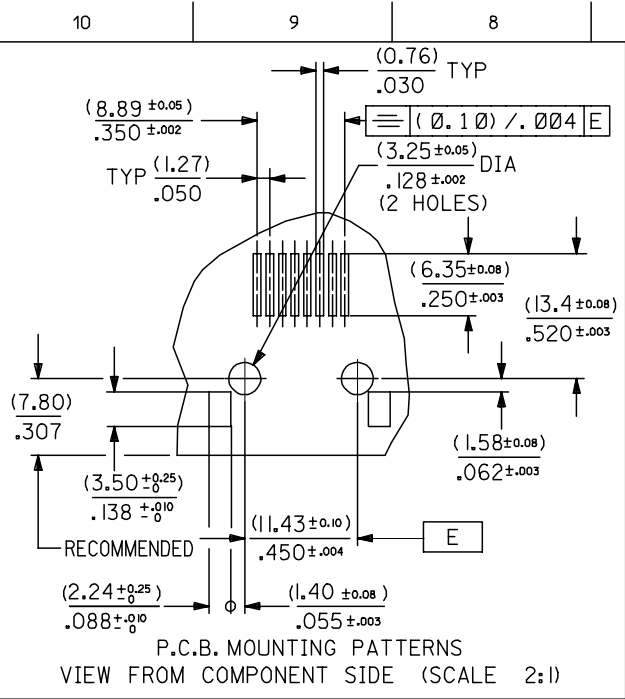 10 9 8
(0.76) TYP
.030
(8.89 ±0.05)
.350 ±.002
⌯ (0.10)/.004 E
TYP (1.27)
.050
(3.25±0.05) DIA
.128±.002
(2 HOLES)
(6.35±0.08)
.250±.003
(13.4±0.08)
.520±.003
(7.80)
.307
(1.58±0.08)
.062±.003
(3.50 +0.25 -0)
.138 +.010 -0
RECOMMENDED
(11.43±0.10)
.450±.004
E
(2.24+0.25 -0)
.088+.010 -0
(1.40 ±0.08)
.055±.003
P.C.B. MOUNTING PATTERNS
VIEW FROM COMPONENT SIDE (SCALE 2:1)